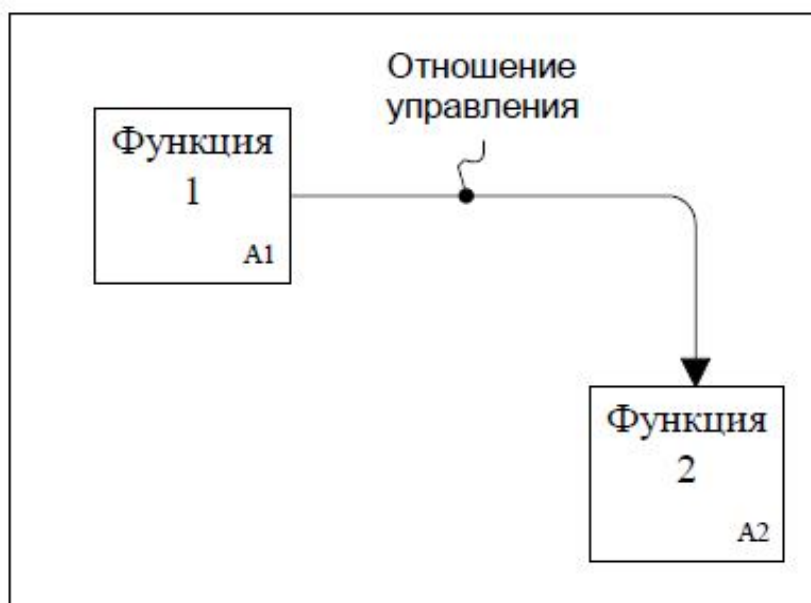 Отношение
управления
Функция
1
A1
Функция
2
A2